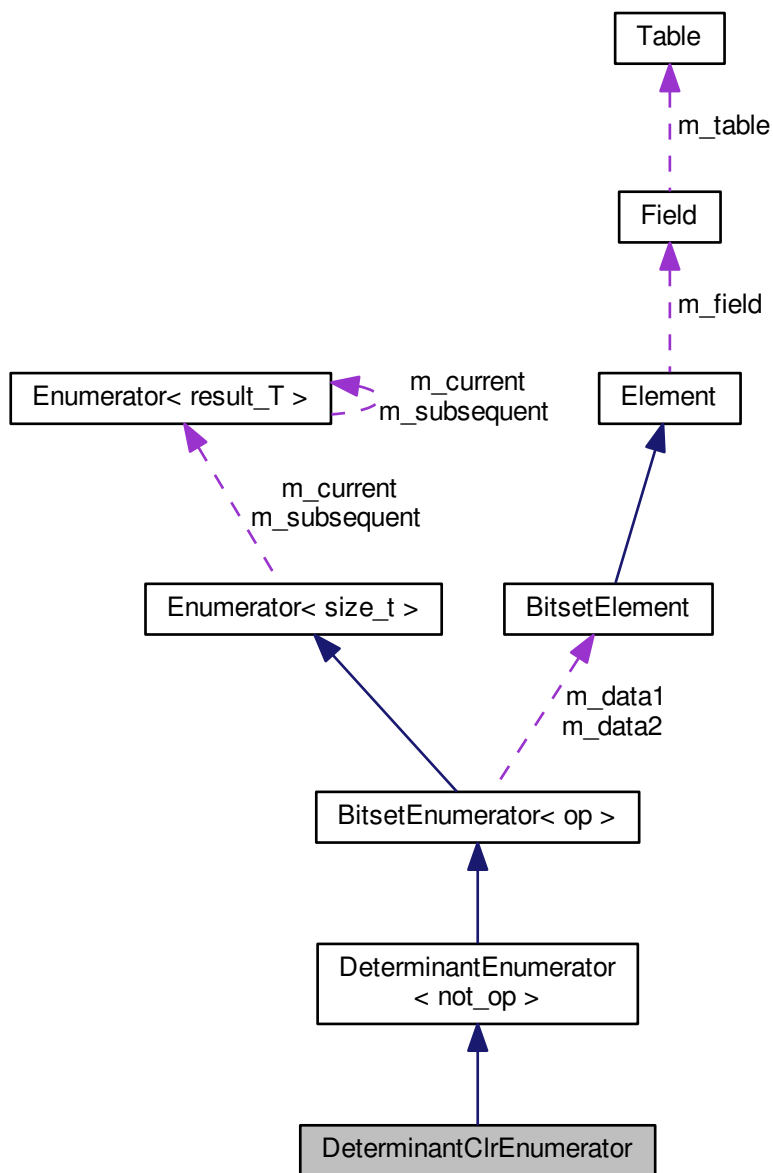 Table
m_table
Field
m_field
Enumerator< result_T >
m_current
m_subsequent
Element
m_current
m_subsequent
Enumerator< size_t >
BitsetElement
m_data1
m_data2
BitsetEnumerator< op >
DeterminantEnumerator
< not_op >
DeterminantClrEnumerator